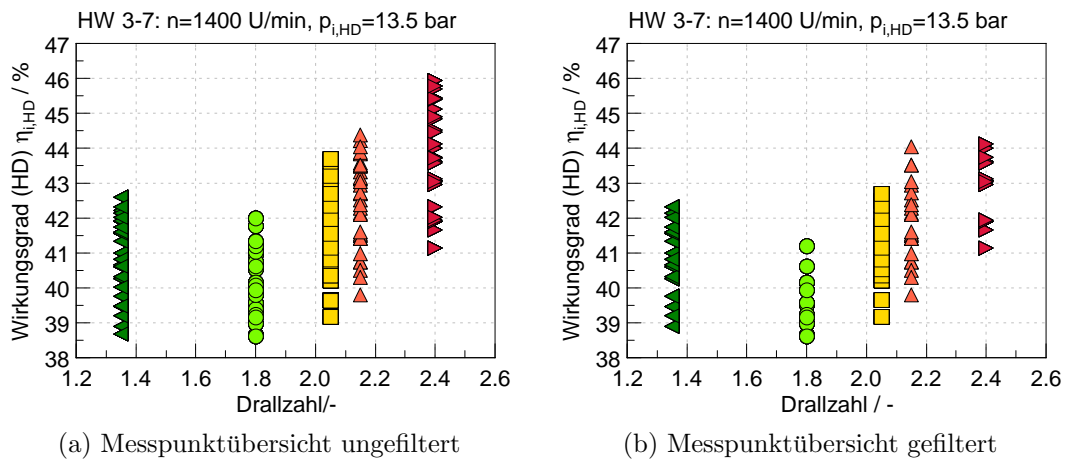 HW 3-7: n=1400 U/min, p_i,HD=13.5 bar
Wirkungsgrad (HD) η_i,HD / %
47
46
45
44
43
42
41
40
39
38
1.2 1.4 1.6 1.8 2.0 2.2 2.4 2.6
Drallzahl/-
(a) Messpunktübersicht ungefiltert
HW 3-7: n=1400 U/min, p_i,HD=13.5 bar
Wirkungsgrad (HD) η_i,HD / %
47
46
45
44
43
42
41
40
39
38
1.2 1.4 1.6 1.8 2.0 2.2 2.4 2.6
Drallzahl / -
(b) Messpunktübersicht gefiltert